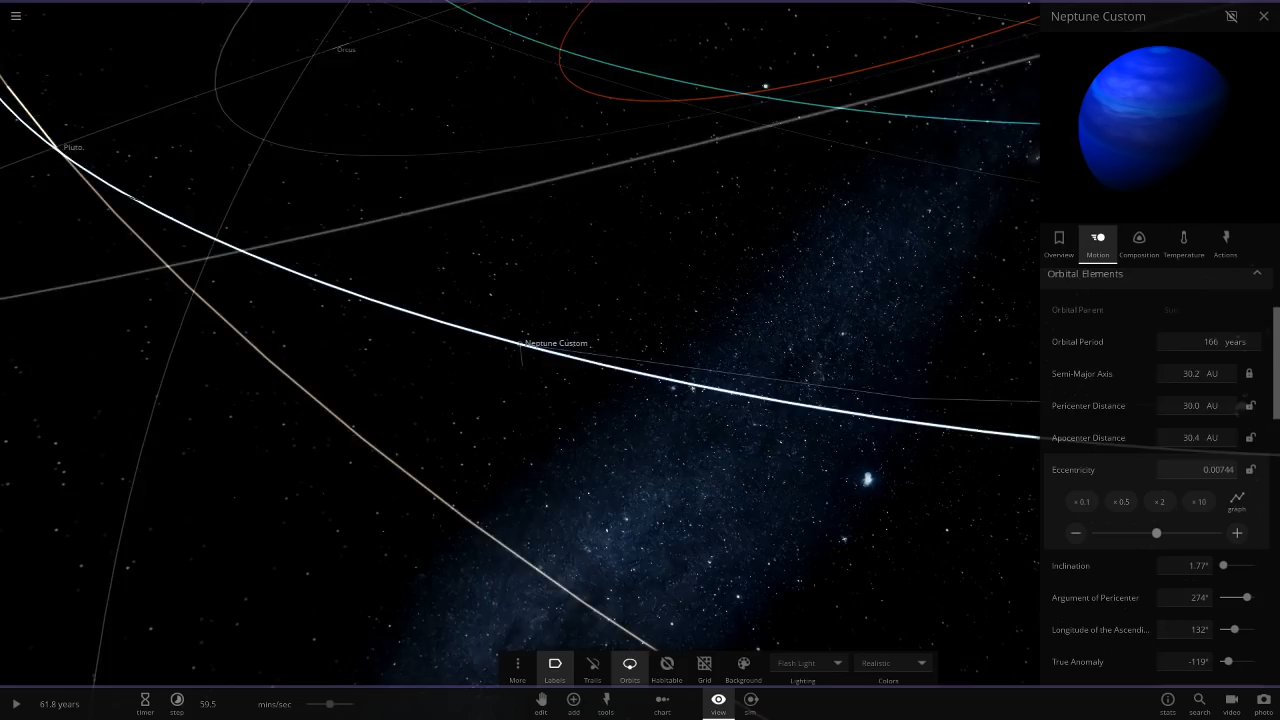 Neptune Custom
Orcus
Pluto
Neptune Custom
Overview Motion Composition Temperature Actions
Orbital Elements
Orbital Parent Sun
Orbital Period 166 years
Semi-Major Axis 30.2 AU
Pericenter Distance 30.0 AU
Apocenter Distance 30.4 AU
Eccentricity 0.00744
× 0.1 × 0.5 × 2 × 10 graph
Inclination 1.77°
Argument of Pericenter 274°
Longitude of the Ascendi... 132°
True Anomaly -119°
More Labels Trails Orbits Habitable Grid Background
Flash Light Lighting
Realistic Colors
61.8 years timer step 59.5 mins/sec
edit add tools chart view sim
stats search video photo